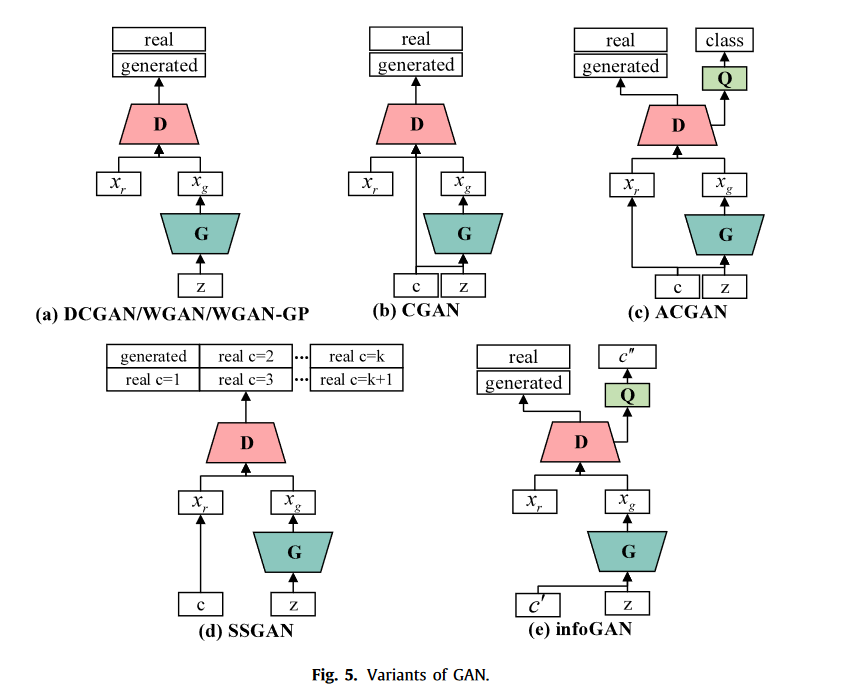 real
generated
D
x_r
x_g
G
z
(a) DCGAN/WGAN/WGAN-GP
real
generated
D
x_r
x_g
G
c
z
(b) CGAN
real
generated
class
Q
D
x_r
x_g
G
c
z
(c) ACGAN
generated
real c=2
...
real c=k
real c=1
real c=3
...
real c=k+1
D
x_r
x_g
G
c
z
(d) SSGAN
real
generated
c″
Q
D
x_r
x_g
G
c′
z
(e) infoGAN
Fig. 5. Variants of GAN.